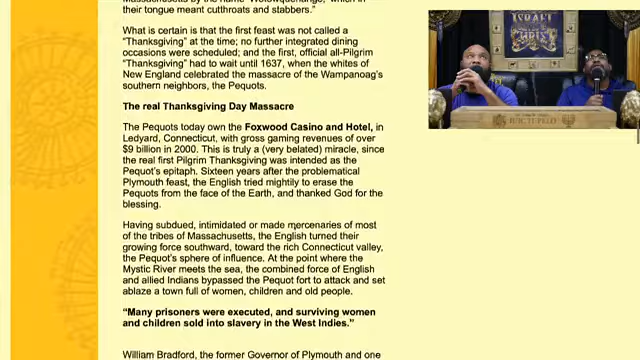 Massachusetts by the name "Wotowquenange," which in
their tongue meant cutthroats and stabbers."
What is certain is that the first feast was not called a
"Thanksgiving" at the time; no further integrated dining
occasions were scheduled; and the first, official all-Pilgrim
"Thanksgiving" had to wait until 1637, when the whites of
New England celebrated the massacre of the Wampanoag's
southern neighbors, the Pequots.
The real Thanksgiving Day Massacre
The Pequots today own the Foxwood Casino and Hotel, in
Ledyard, Connecticut, with gross gaming revenues of over
$9 billion in 2000. This is truly a (very belated) miracle, since
the real first Pilgrim Thanksgiving was intended as the
Pequot's epitaph. Sixteen years after the problematical
Plymouth feast, the English tried mightily to erase the
Pequots from the face of the Earth, and thanked God for the
blessing.
Having subdued, intimidated or made mercenaries of most
of the tribes of Massachusetts, the English turned their
growing force southward, toward the rich Connecticut valley,
the Pequot's sphere of influence. At the point where the
Mystic River meets the sea, the combined force of English
and allied Indians bypassed the Pequot fort to attack and set
ablaze a town full of women, children and old people.
"Many prisoners were executed, and surviving women
and children sold into slavery in the West Indies."
William Bradford, the former Governor of Plymouth and one
ISRAEL